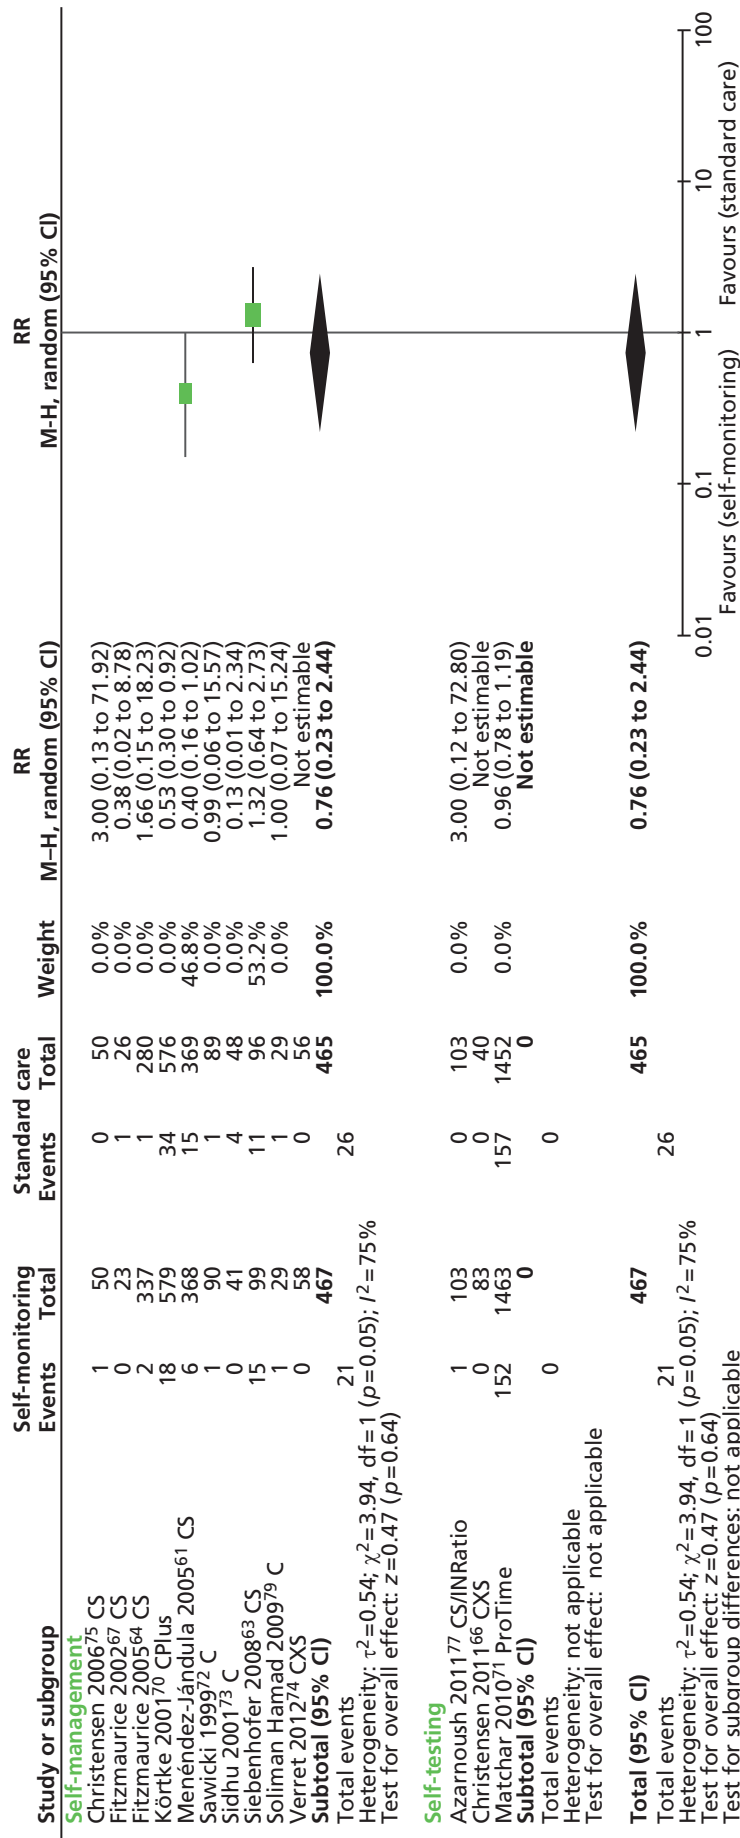 Study or subgroup Self-monitoring Events Total Standard care Events Total Weight RR M–H, random (95% CI) RR M-H, random (95% CI)
Self-management
Christensen 2006⁷⁵ CS 1 50 0 50 0.0% 3.00 (0.13 to 71.92)
Fitzmaurice 2002⁶⁷ CS 0 23 1 26 0.0% 0.38 (0.02 to 8.78)
Fitzmaurice 2005⁶⁴ CS 2 337 1 280 0.0% 1.66 (0.15 to 18.23)
Körtke 2001⁷⁰ CPlus 18 579 34 576 0.0% 0.53 (0.30 to 0.92)
Menéndez-Jándula 2005⁶¹ CS 6 368 15 369 46.8% 0.40 (0.16 to 1.02)
Sawicki 1999⁷² C 1 90 1 89 0.0% 0.99 (0.06 to 15.57)
Sidhu 2001⁷³ C 0 41 4 48 0.0% 0.13 (0.01 to 2.34)
Siebenhofer 2008⁶³ CS 15 99 11 96 53.2% 1.32 (0.64 to 2.73)
Soliman Hamad 2009⁷⁹ C 1 29 1 29 0.0% 1.00 (0.07 to 15.24)
Verret 2012⁷⁴ CXS 0 58 0 56 Not estimable
Subtotal (95% CI) 467 465 100.0% 0.76 (0.23 to 2.44)
Total events 21 26
Heterogeneity: τ²=0.54; χ²=3.94, df=1 (p=0.05); I²=75%
Test for overall effect: z=0.47 (p=0.64)
Self-testing
Azarnoush 2011⁷⁷ CS/INRatio 1 103 0 103 0.0% 3.00 (0.12 to 72.80)
Christensen 2011⁶⁶ CXS 0 83 0 40 Not estimable
Matchar 2010⁷¹ ProTime 152 1463 157 1452 0.0% 0.96 (0.78 to 1.19)
Subtotal (95% CI) 0 0 Not estimable
Total events 0 0
Heterogeneity: not applicable
Test for overall effect: not applicable
Total (95% CI) 467 465 100.0% 0.76 (0.23 to 2.44)
Total events 21 26
Heterogeneity: τ²=0.54; χ²=3.94, df=1 (p=0.05); I²=75%
Test for overall effect: z=0.47 (p=0.64)
Test for subgroup differences: not applicable
0.01 0.1 1 10 100
Favours (self-monitoring) Favours (standard care)